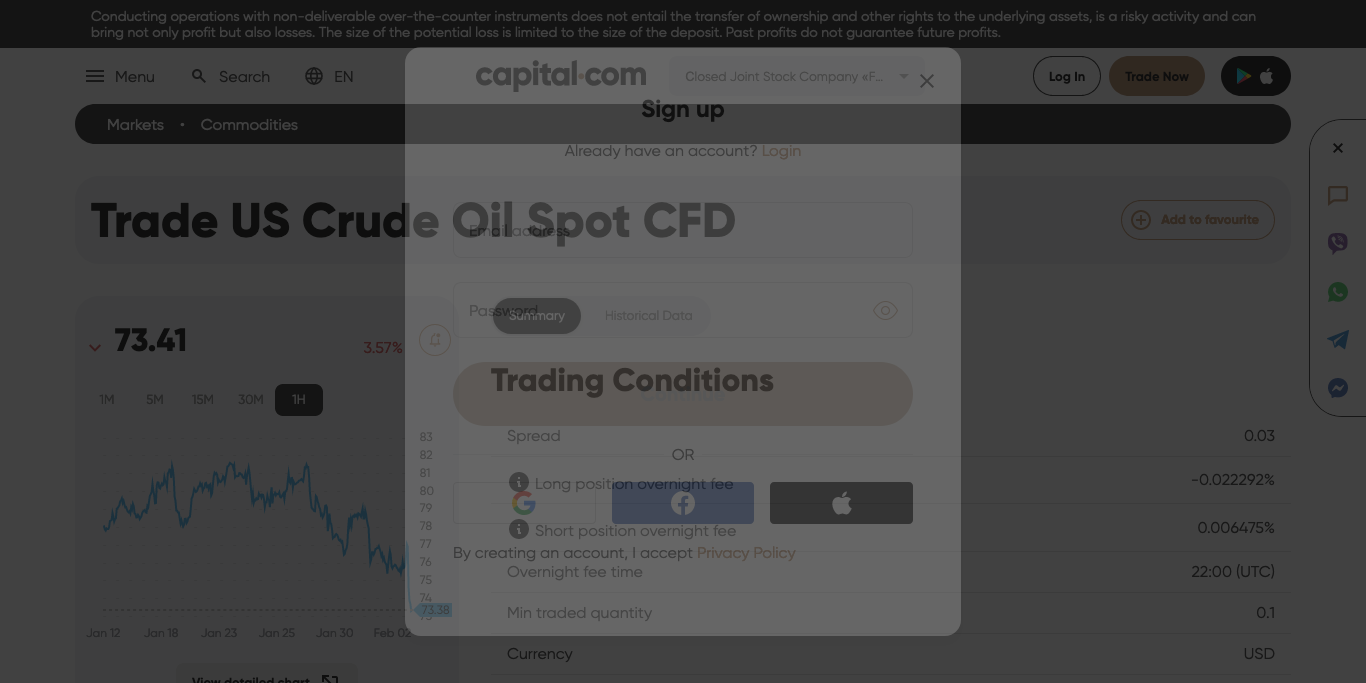 Conducting operations with non-deliverable over-the-counter instruments does not entail the transfer of ownership and other rights to the underlying assets, is a risky activity and can
bring not only profit but also losses. The size of the potential loss is limited to the size of the deposit. Past profits do not guarantee future profits.
Menu
Search
EN
capital.com
Closed Joint Stock Company «F...
Log In
Trade Now
Sign up
Markets • Commodities
Already have an account? Login
Trade US Crude Oil Spot CFD
Email address
Add to favourite
Password
Summary
Historical Data
73.41
3.57%
Trading Conditions
Continue
1M 5M 15M 30M 1H
Spread 0.03
OR
Long position overnight fee -0.022292%
Short position overnight fee 0.006475%
By creating an account, I accept Privacy Policy
Overnight fee time 22:00 (UTC)
Min traded quantity 0.1
Currency USD
83
82
81
80
79
78
77
76
75
74
73.38
73
Jan 12 Jan 18 Jan 23 Jan 25 Jan 30 Feb 02
View detailed chart